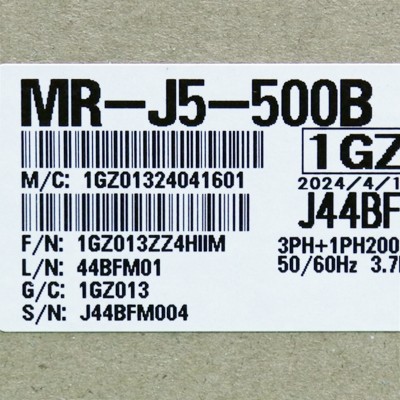 MR-J5-500B
1GZ
M/C: 1GZ01324041601
2024/4/1
J44BF
F/N: 1GZ013ZZ4HIIM
3PH+1PH200
L/N: 44BFM01
50/60Hz 3.7
G/C: 1GZ013
S/N: J44BFM004